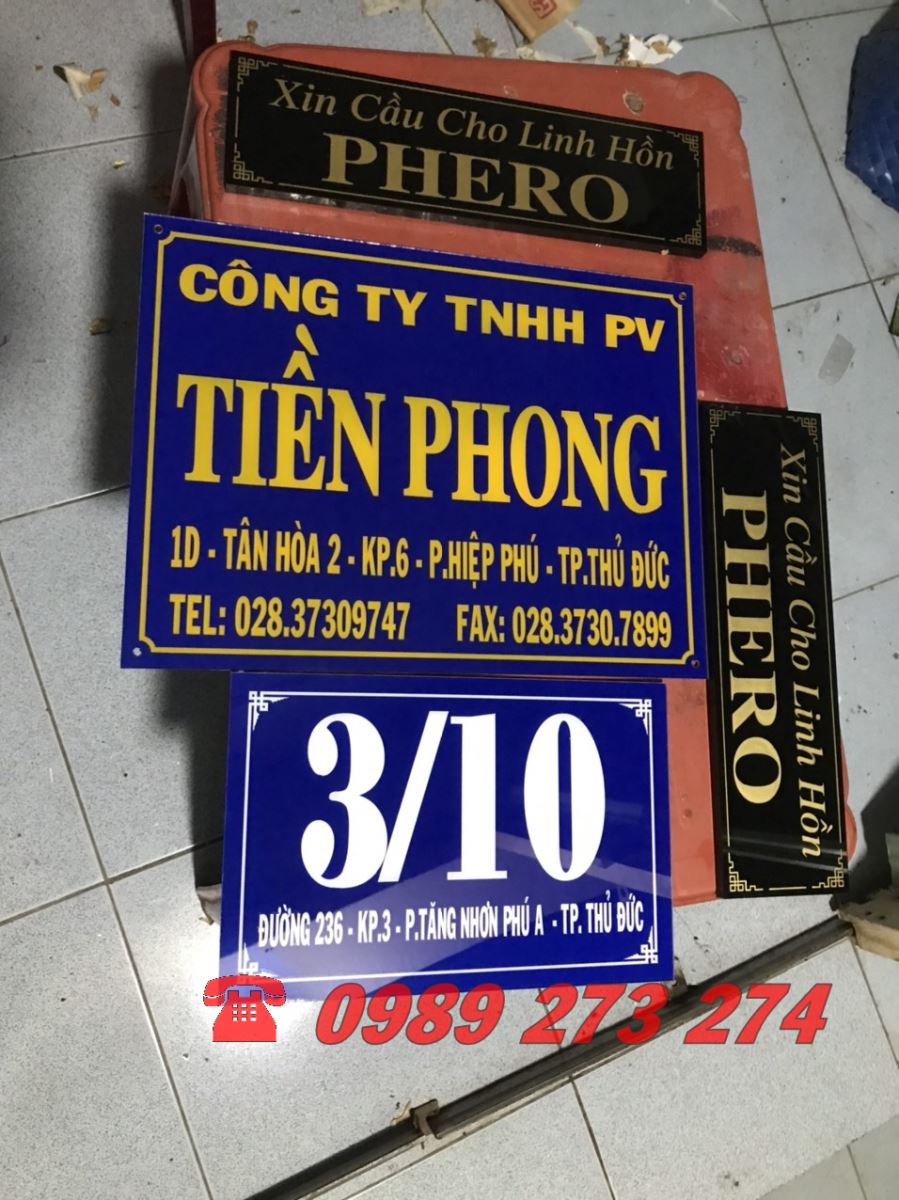 Xin Cầu Cho Linh Hồn
PHERO
CÔNG TY TNHH PV
TIỀN PHONG
1D - TÂN HÒA 2 - KP.6 - P.HIỆP PHÚ - TP.THỦ ĐỨC
TEL: 028.37309747 FAX: 028.3730.7899
Xin Cầu Cho Linh Hồn
PHERO
3/10
ĐƯỜNG 236 - KP.3 - P.TĂNG NHƠN PHÚ A - TP. THỦ ĐỨC
☎ 0989 273 274